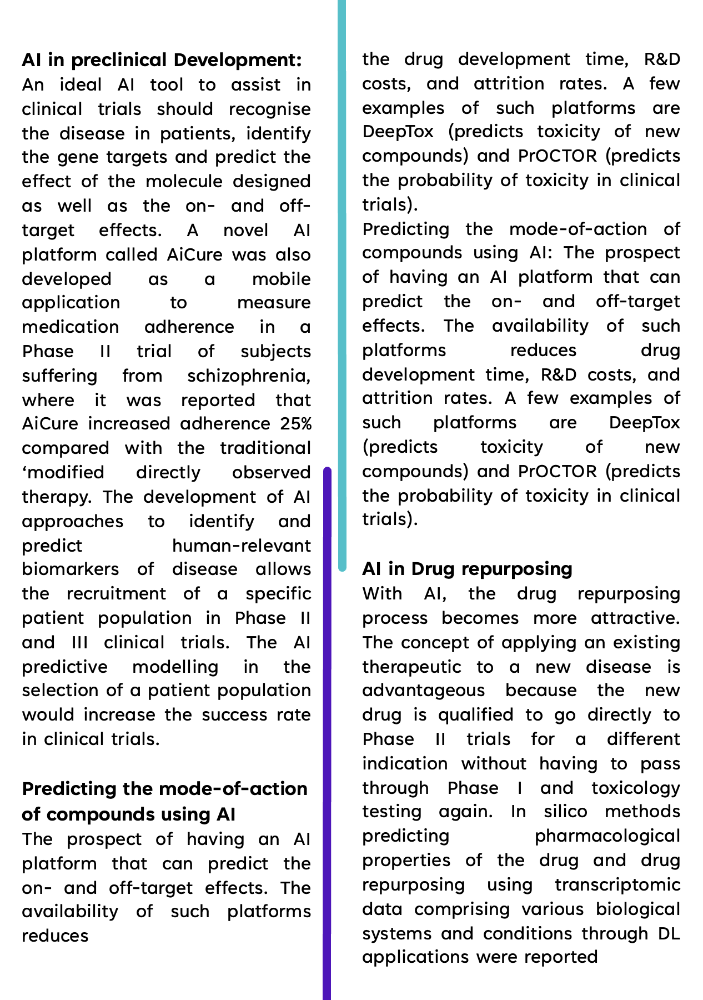 AI in preclinical Development:
An ideal AI tool to assist in
clinical trials should recognise
the disease in patients, identify
the gene targets and predict the
effect of the molecule designed
as well as the on- and off-
target effects. A novel AI
platform called AiCure was also
developed as a mobile
application to measure
medication adherence in a
Phase II trial of subjects
suffering from schizophrenia,
where it was reported that
AiCure increased adherence 25%
compared with the traditional
‘modified directly observed
therapy. The development of AI
approaches to identify and
predict human-relevant
biomarkers of disease allows
the recruitment of a specific
patient population in Phase II
and III clinical trials. The AI
predictive modelling in the
selection of a patient population
would increase the success rate
in clinical trials.
Predicting the mode-of-action
of compounds using AI
The prospect of having an AI
platform that can predict the
on- and off-target effects. The
availability of such platforms
reduces
the drug development time, R&D
costs, and attrition rates. A few
examples of such platforms are
DeepTox (predicts toxicity of new
compounds) and PrOCTOR (predicts
the probability of toxicity in clinical
trials).
Predicting the mode-of-action of
compounds using AI: The prospect
of having an AI platform that can
predict the on- and off-target
effects. The availability of such
platforms reduces drug
development time, R&D costs, and
attrition rates. A few examples of
such platforms are DeepTox
(predicts toxicity of new
compounds) and PrOCTOR (predicts
the probability of toxicity in clinical
trials).
AI in Drug repurposing
With AI, the drug repurposing
process becomes more attractive.
The concept of applying an existing
therapeutic to a new disease is
advantageous because the new
drug is qualified to go directly to
Phase II trials for a different
indication without having to pass
through Phase I and toxicology
testing again. In silico methods
predicting pharmacological
properties of the drug and drug
repurposing using transcriptomic
data comprising various biological
systems and conditions through DL
applications were reported